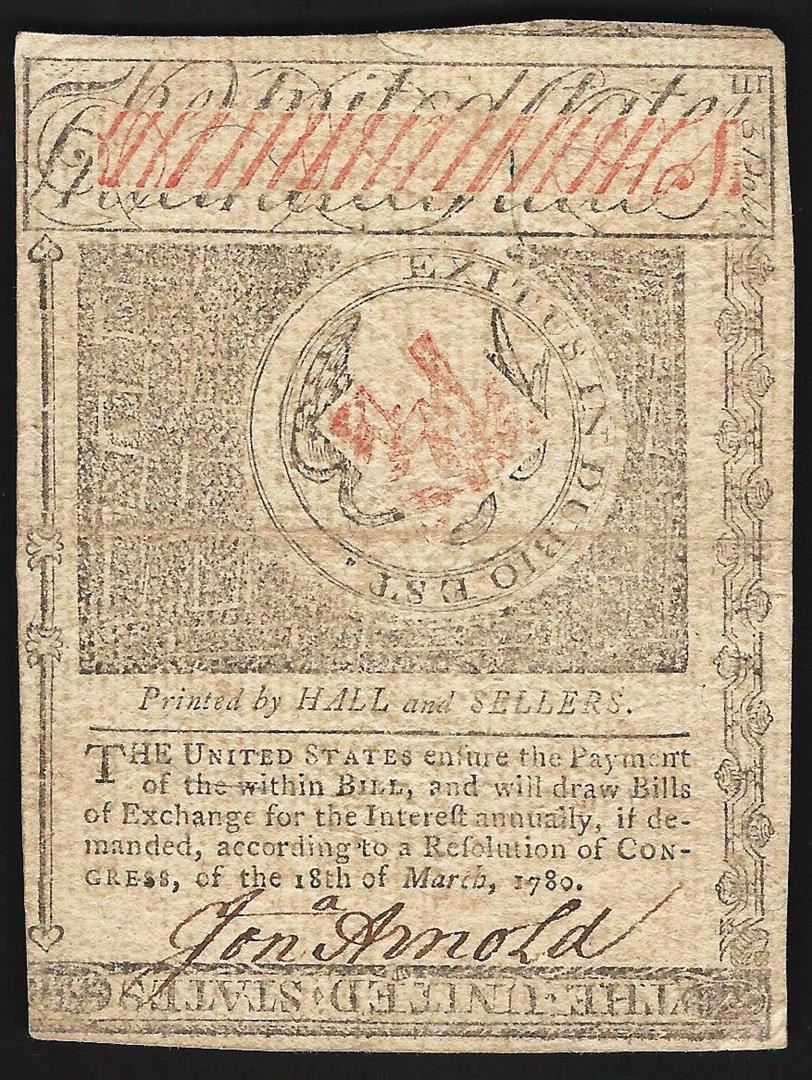 The United States
III
3 Doll
EXITUS IN DUBIO EST.
Printed by HALL and SELLERS.
THE UNITED STATES enſure the Payment
of the within BILL, and will draw Bills
of Exchange for the Intereſt annually, if de-
manded, according to a Reſolution of CON-
GRESS, of the 18th of March, 1780.
Jonᵃ Arnold
THE·UNITED·STATES